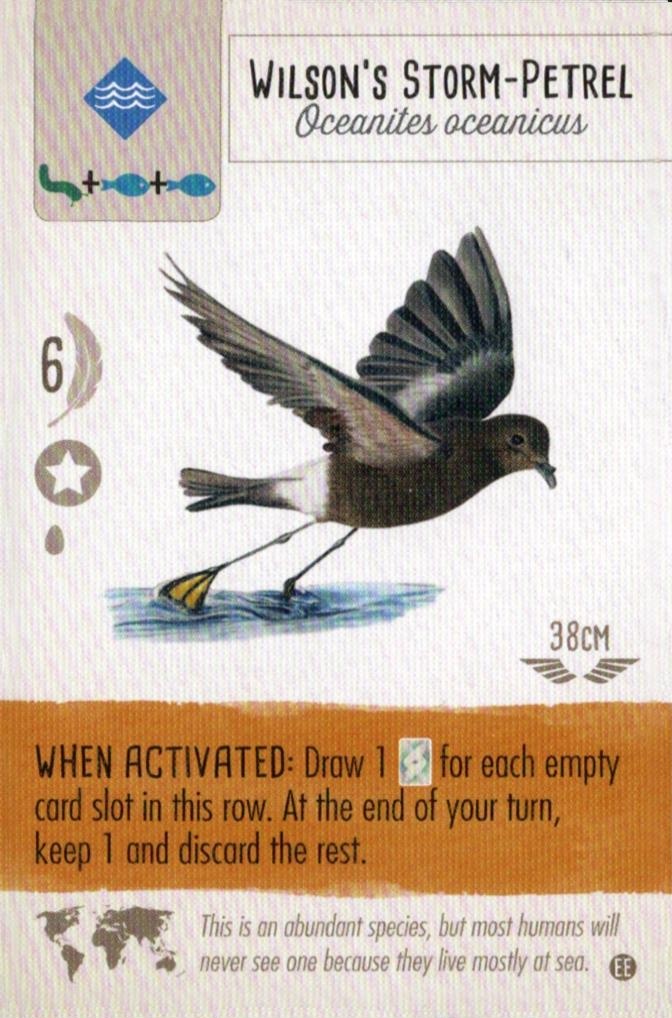 WILSON'S STORM-PETREL
Oceanites oceanicus
+ +
6
38CM
WHEN ACTIVATED: Draw 1 for each empty
card slot in this row. At the end of your turn,
keep 1 and discard the rest.
This is an abundant species, but most humans will
never see one because they live mostly at sea.
EE